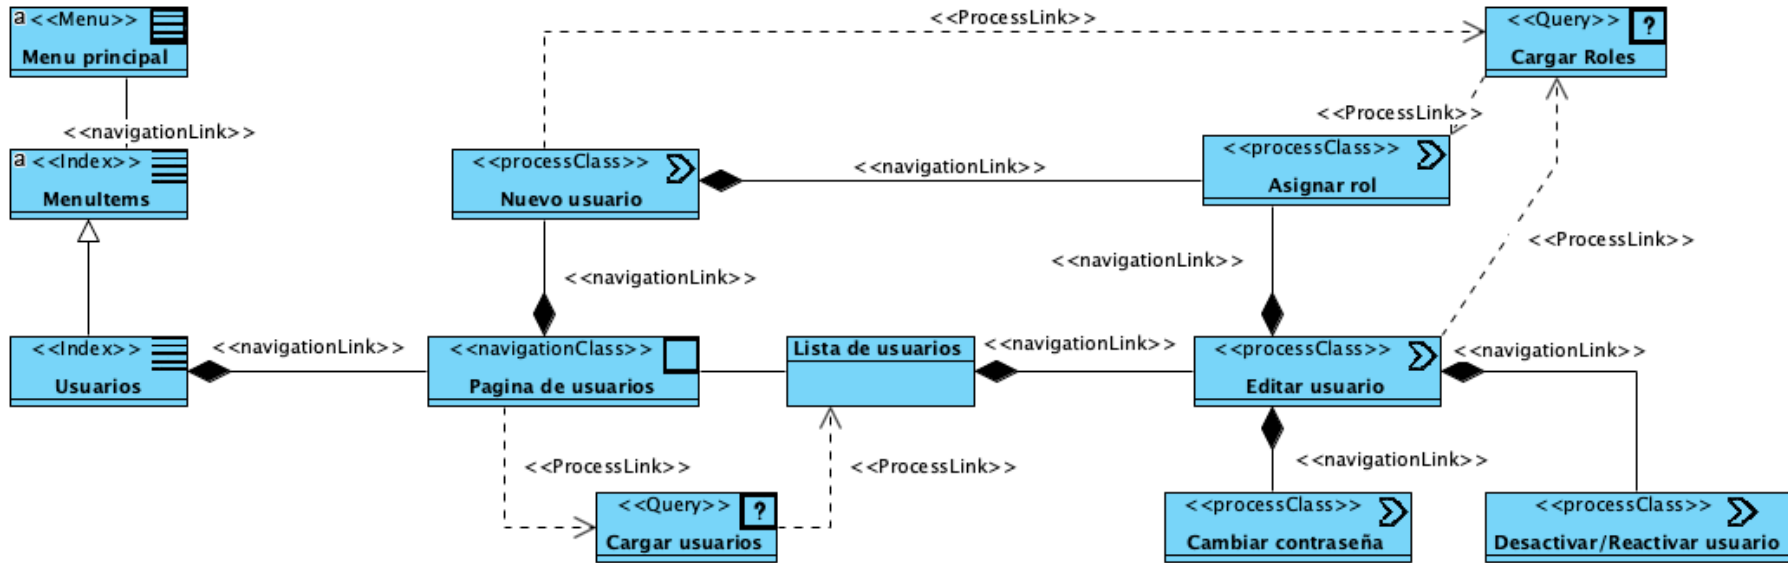 a <<Menu>>
Menu principal
<<navigationLink>>
a <<Index>>
MenuItems
<<Index>>
Usuarios
<<navigationLink>>
<<ProcessLink>>
<<Query>> ?
Cargar Roles
<<ProcessLink>>
<<processClass>>
Nuevo usuario
<<navigationLink>>
<<processClass>>
Asignar rol
<<navigationLink>>
<<navigationLink>>
<<ProcessLink>>
<<navigationClass>>
Pagina de usuarios
Lista de usuarios
<<navigationLink>>
<<processClass>>
Editar usuario
<<navigationLink>>
<<ProcessLink>>
<<ProcessLink>>
<<navigationLink>>
<<Query>> ?
Cargar usuarios
<<processClass>>
Cambiar contraseña
<<processClass>>
Desactivar/Reactivar usuario